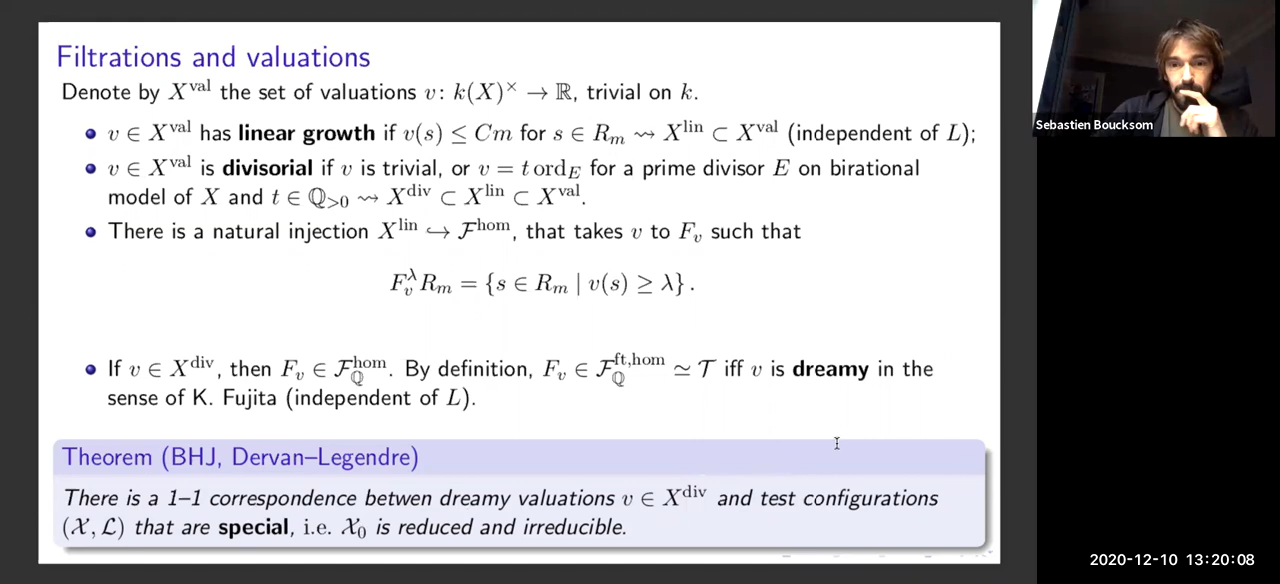 Filtrations and valuations
Denote by X^val the set of valuations v: k(X)^× → ℝ, trivial on k.
• v ∈ X^val has linear growth if v(s) ≤ Cm for s ∈ R_m ⇝ X^lin ⊂ X^val (independent of L);
• v ∈ X^val is divisorial if v is trivial, or v = t ord_E for a prime divisor E on birational
model of X and t ∈ ℚ_{>0} ⇝ X^div ⊂ X^lin ⊂ X^val.
• There is a natural injection X^lin ↪ 𝓕^hom, that takes v to F_v such that
F_v^λ R_m = {s ∈ R_m | v(s) ≥ λ}.
• If v ∈ X^div, then F_v ∈ 𝓕_ℚ^hom. By definition, F_v ∈ 𝓕_ℚ^{ft,hom} ≃ 𝒯 iff v is dreamy in the
sense of K. Fujita (independent of L).
Theorem (BHJ, Dervan–Legendre)
There is a 1–1 correspondence betwen dreamy valuations v ∈ X^div and test configurations
(𝒳, ℒ) that are special, i.e. 𝒳_0 is reduced and irreducible.
Sebastien Boucksom
2020-12-10 13:20:08